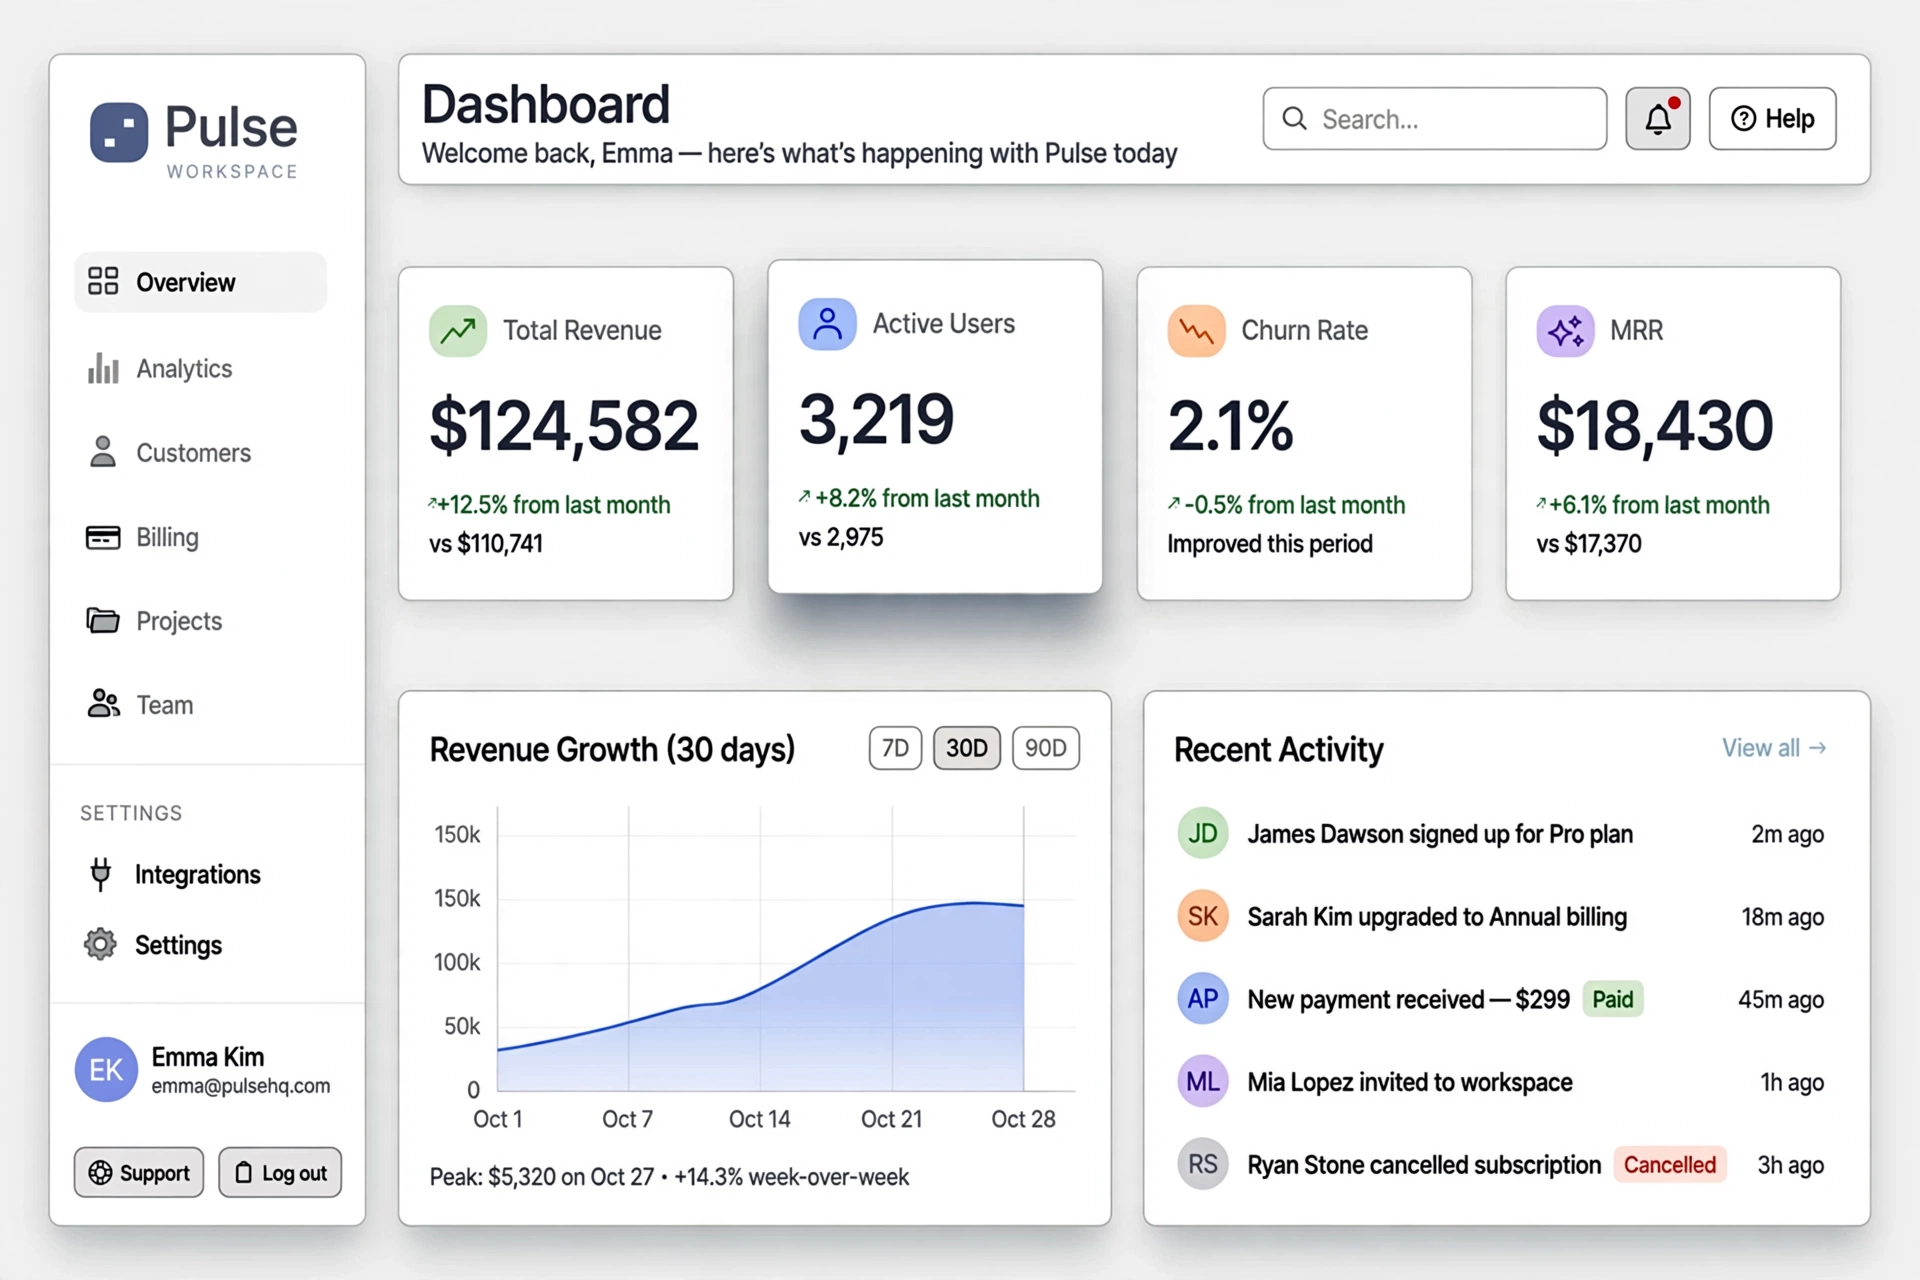 Pulse
WORKSPACE
Overview
Analytics
Customers
Billing
Projects
Team
SETTINGS
Integrations
Settings
EK
Emma Kim
emma@pulsehq.com
Support
Log out
Dashboard
Welcome back, Emma — here's what's happening with Pulse today
Search...
Help
Total Revenue
$124,582
↗+12.5% from last month
vs $110,741
Active Users
3,219
↗+8.2% from last month
vs 2,975
Churn Rate
2.1%
↗-0.5% from last month
Improved this period
MRR
$18,430
↗+6.1% from last month
vs $17,370
Revenue Growth (30 days)
7D
30D
90D
150k
150k
100k
50k
0
Oct 1
Oct 7
Oct 14
Oct 21
Oct 28
Peak: $5,320 on Oct 27 • +14.3% week-over-week
Recent Activity
View all →
JD James Dawson signed up for Pro plan 2m ago
SK Sarah Kim upgraded to Annual billing 18m ago
AP New payment received — $299 Paid 45m ago
ML Mia Lopez invited to workspace 1h ago
RS Ryan Stone cancelled subscription Cancelled 3h ago